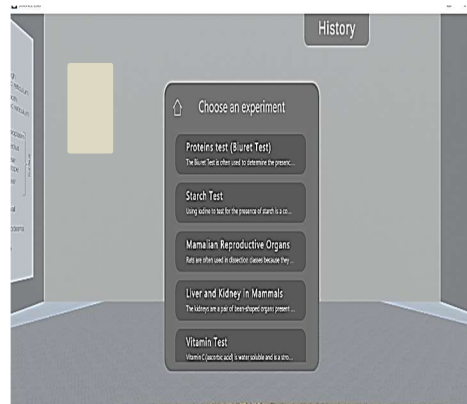 History
Choose an experiment
Proteins test (Biuret Test)
The Biuret Test is often used to determine the presenc...
Starch Test
Using iodine to test for the presence of starch is a co...
Mamalian Reproductive Organs
Rats are often used in dissection classes because they ...
Liver and Kidney in Mammals
The kidneys are a pair of bean-shaped organs present ...
Vitamin Test
Vitamin C (ascorbic acid) is water soluble and is a stro...